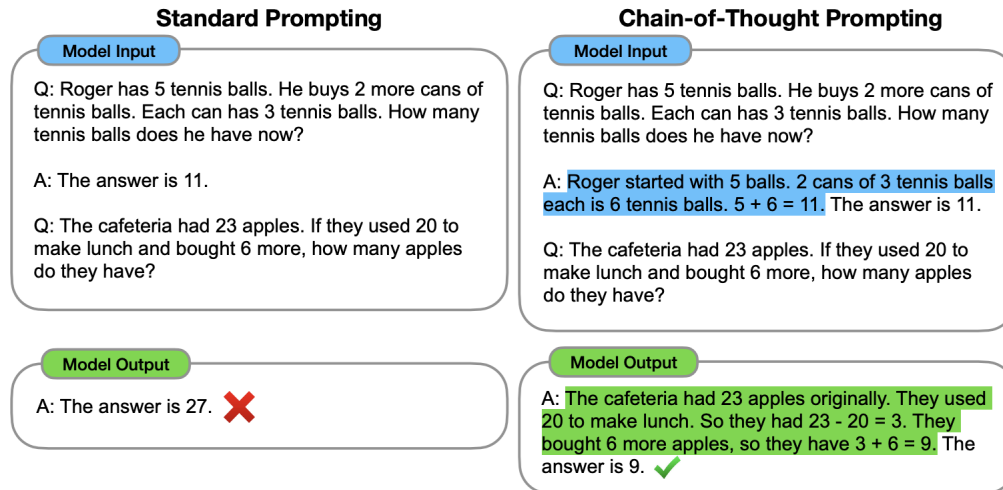 Standard Prompting
Model Input
Q: Roger has 5 tennis balls. He buys 2 more cans of
tennis balls. Each can has 3 tennis balls. How many
tennis balls does he have now?
A: The answer is 11.
Q: The cafeteria had 23 apples. If they used 20 to
make lunch and bought 6 more, how many apples
do they have?
Model Output
A: The answer is 27.
Chain-of-Thought Prompting
Model Input
Q: Roger has 5 tennis balls. He buys 2 more cans of
tennis balls. Each can has 3 tennis balls. How many
tennis balls does he have now?
A: Roger started with 5 balls. 2 cans of 3 tennis balls
each is 6 tennis balls. 5 + 6 = 11. The answer is 11.
Q: The cafeteria had 23 apples. If they used 20 to
make lunch and bought 6 more, how many apples
do they have?
Model Output
A: The cafeteria had 23 apples originally. They used
20 to make lunch. So they had 23 - 20 = 3. They
bought 6 more apples, so they have 3 + 6 = 9. The
answer is 9.